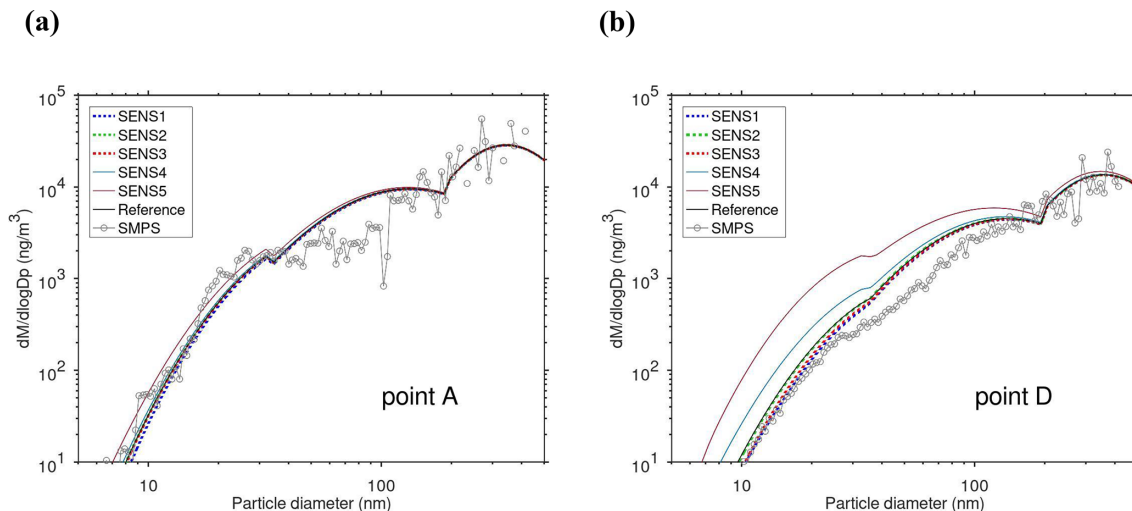 (a)
(b)
10^5
10^4
10^3
10^2
10^1
dM/dlogDp (ng/m^3)
SENS1
SENS2
SENS3
SENS4
SENS5
Reference
SMPS
point A
10
100
Particle diameter (nm)
10^5
10^4
10^3
10^2
10^1
dM/dlogDp (ng/m^3)
SENS1
SENS2
SENS3
SENS4
SENS5
Reference
SMPS
point D
10
100
Particle diameter (nm)